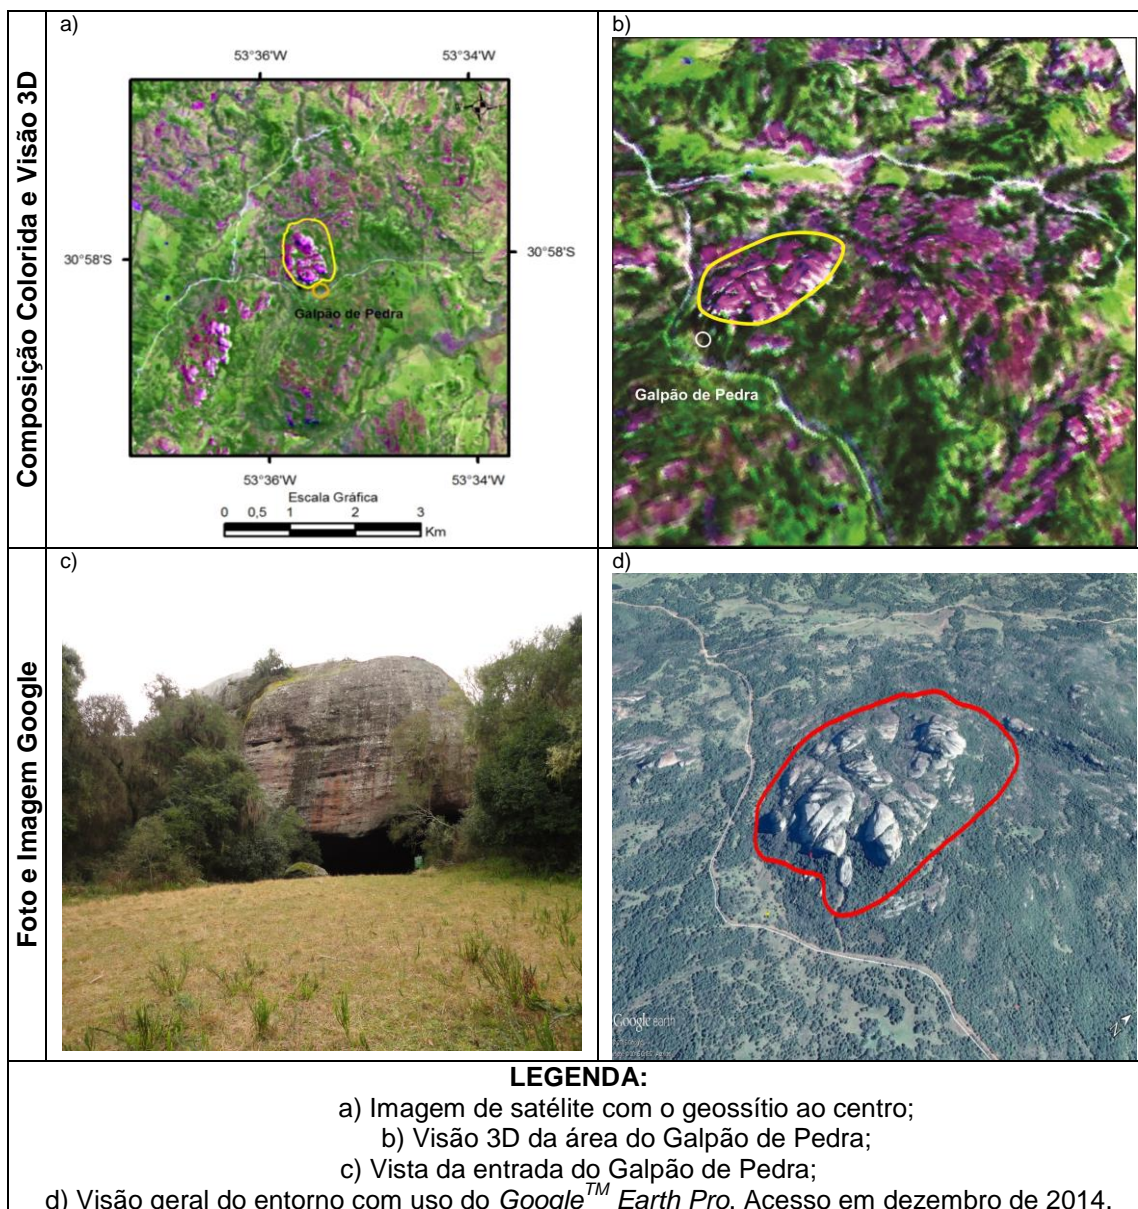 Composição Colorida e Visão 3D
a)
53°36'W
53°34'W
30°58'S
30°58'S
Galpão de Pedra
53°36'W
53°34'W
Escala Gráfica
0 0,5 1 2 3
Km
b)
Galpão de Pedra
Foto e Imagem Google
c)
d)
Google earth
LEGENDA:
a) Imagem de satélite com o geossítio ao centro;
b) Visão 3D da área do Galpão de Pedra;
c) Vista da entrada do Galpão de Pedra;
d) Visão geral do entorno com uso do Google™ Earth Pro. Acesso em dezembro de 2014.